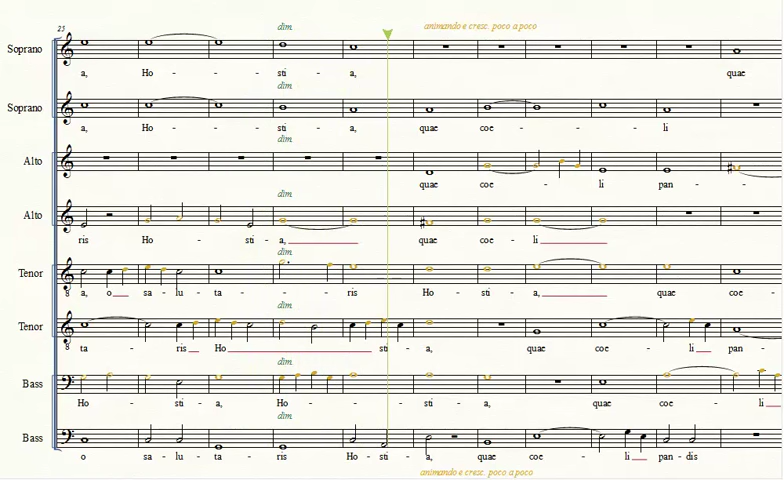 25
dim.
animando e cresc. poco a poco
Soprano
a, Ho - - sti - a, quae
dim.
Soprano
a, Ho - - sti - a, quae coe - - - li
dim.
Alto
quae coe - li pan -
dim.
Alto
ris Ho - sti - a, quae coe - li
dim.
Tenor
8
a, o sa - lu - ta - - ris Ho - sti - a, quae coe -
dim.
Tenor
8
ta - ris Ho sti - a, quae coe - li pan -
dim.
Bass
Ho - sti - a, Ho - - - sti - a, quae coe - li
dim.
Bass
o sa - lu - ta - ris Ho - sti - a, quae coe - li pan - dis
animando e cresc. poco a poco